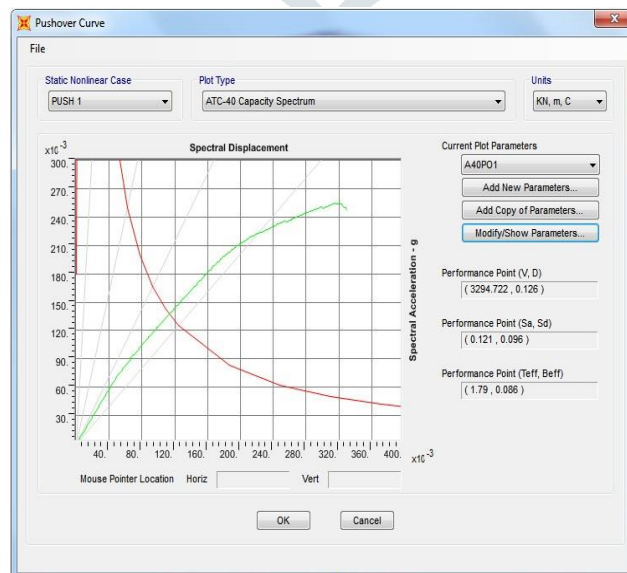 Pushover Curve
File
Static Nonlinear Case
PUSH 1
Plot Type
ATC-40 Capacity Spectrum
Units
KN, m, C
x10 -3
Spectral Displacement
300.
270.
240.
210.
180.
150.
120.
90.
60.
30.
40. 80. 120. 160. 200. 240. 280. 320. 360. 400.
x10 -3
Spectral Acceleration - g
Mouse Pointer Location Horiz Vert
Current Plot Parameters
A40PO1
Add New Parameters...
Add Copy of Parameters...
Modify/Show Parameters...
Performance Point (V, D)
( 3294.722 , 0.126 )
Performance Point (Sa, Sd)
( 0.121 , 0.096 )
Performance Point (Teff, Beff)
( 1.79 , 0.086 )
OK
Cancel